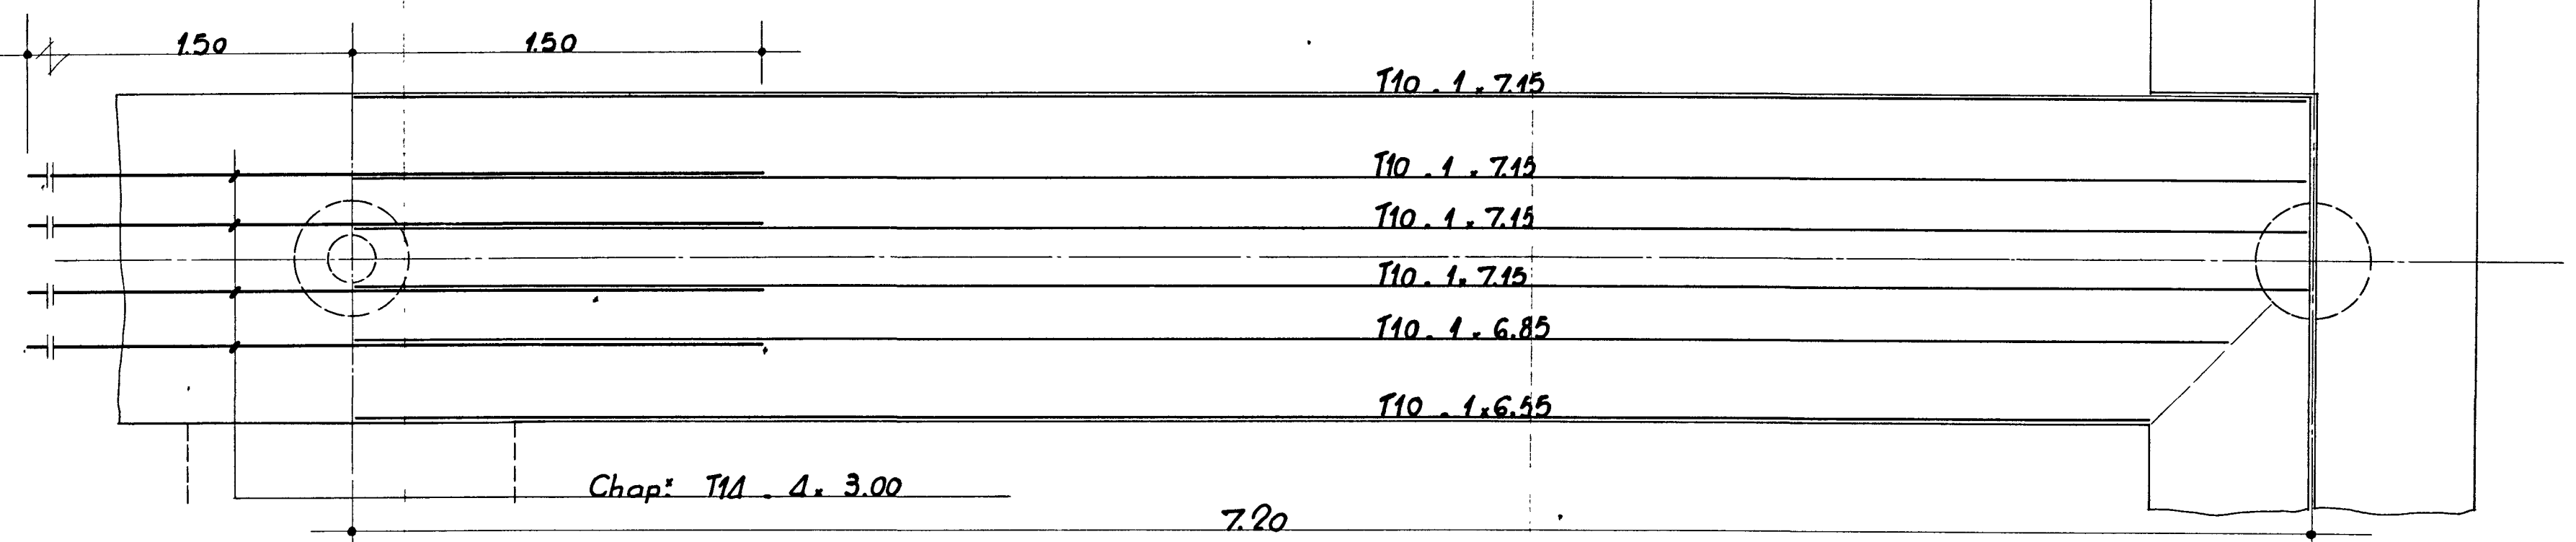 1.50
1.50
T10 . 1 x 7.15
T10 . 1 x 7.15
T10 . 1 x 7.15
T10 . 1 x 7.15
T10 . 1 x 6.85
T10 . 1 x 6.55
Chapˣ: T14 . 4 x 3.00
7.20